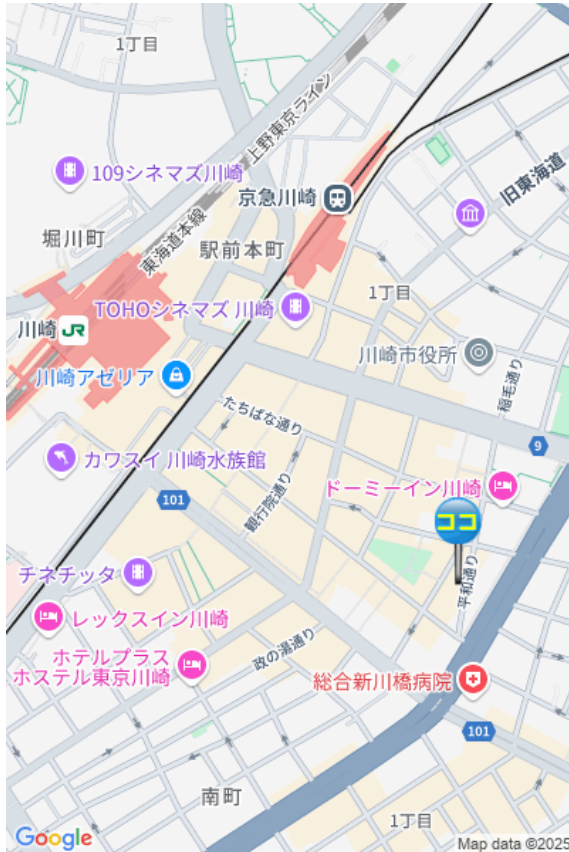 1丁目
上野東京ライン
109シネマズ川崎
京急川崎
旧東海道
堀川町
東海道本線
駅前本町
1丁目
TOHOシネマズ 川崎
川崎 JR
川崎市役所
川崎アゼリア
稲毛通り
たちばな通り
9
カワスイ 川崎水族館
ドーミーイン川崎
101
観行院通り
ココ
平和通り
チネチッタ
レックスイン川崎
政の湯通り
ホテルプラス
ホステル東京川崎
総合新川橋病院
101
南町
1丁目
Google
Map data ©2025